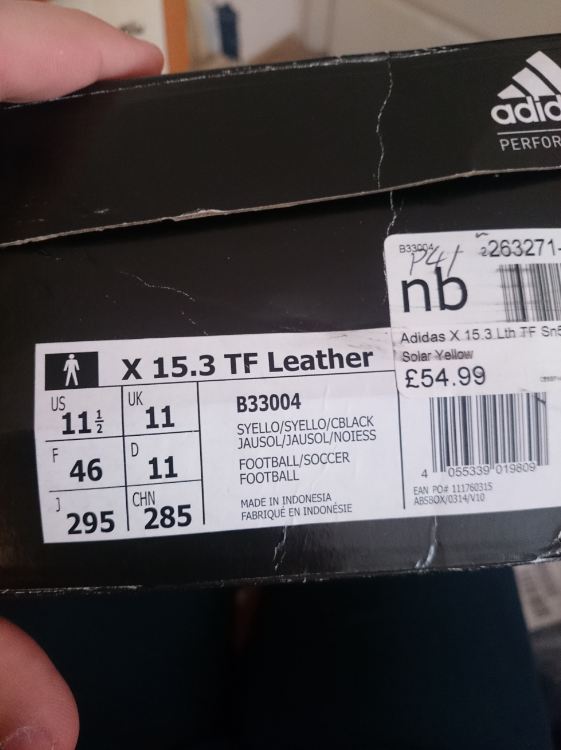 adid
PERFOR
B33004
263271-
P41
nb
Adidas X 15.3 Lth TF Sn5
Solar Yellow
£54.99
X 15.3 TF Leather
US
11½
UK
11
F
46
D
11
J
295
CHN
285
B33004
SYELLO/SYELLO/CBLACK
JAUSOL/JAUSOL/NOIESS
FOOTBALL/SOCCER
FOOTBALL
MADE IN INDONESIA
FABRIQUÉ EN INDONÉSIE
4 055339 019809
EAN PO# 111760315
ABSBOX/0314/V10